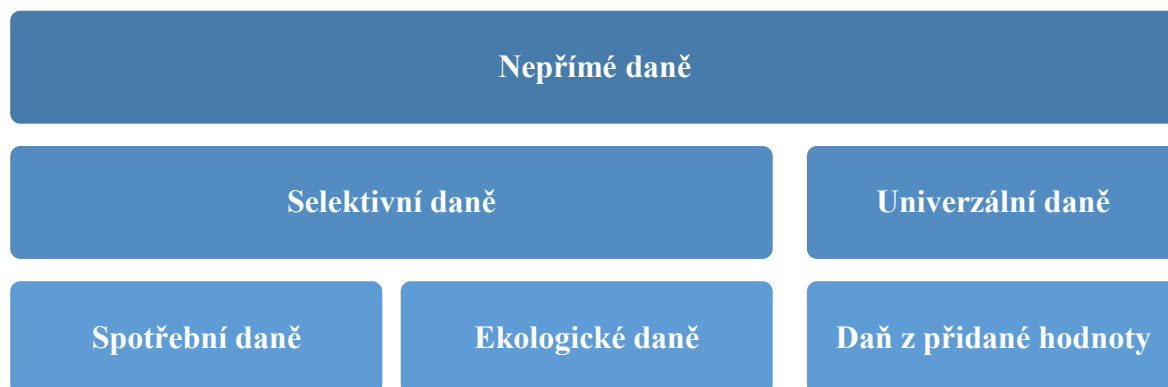 Nepřímé daně
Selektivní daně
Univerzální daně
Spotřební daně
Ekologické daně
Daň z přidané hodnoty